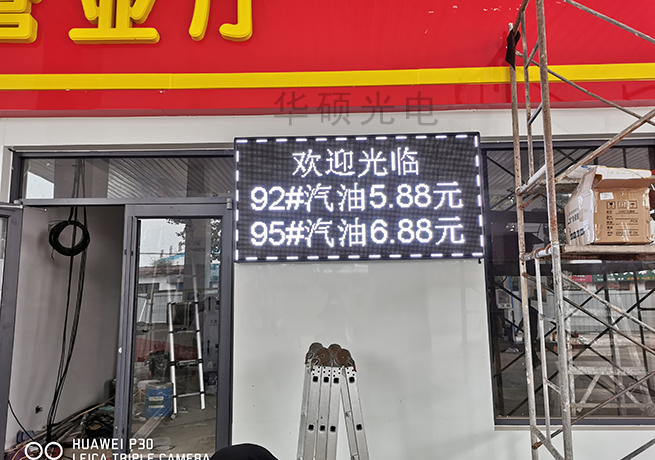 营业厅
华硕光电
欢迎光临
92#汽油5.88元
95#汽油6.88元
HUAWEI P30
LEICA TRIPLE CAMERA